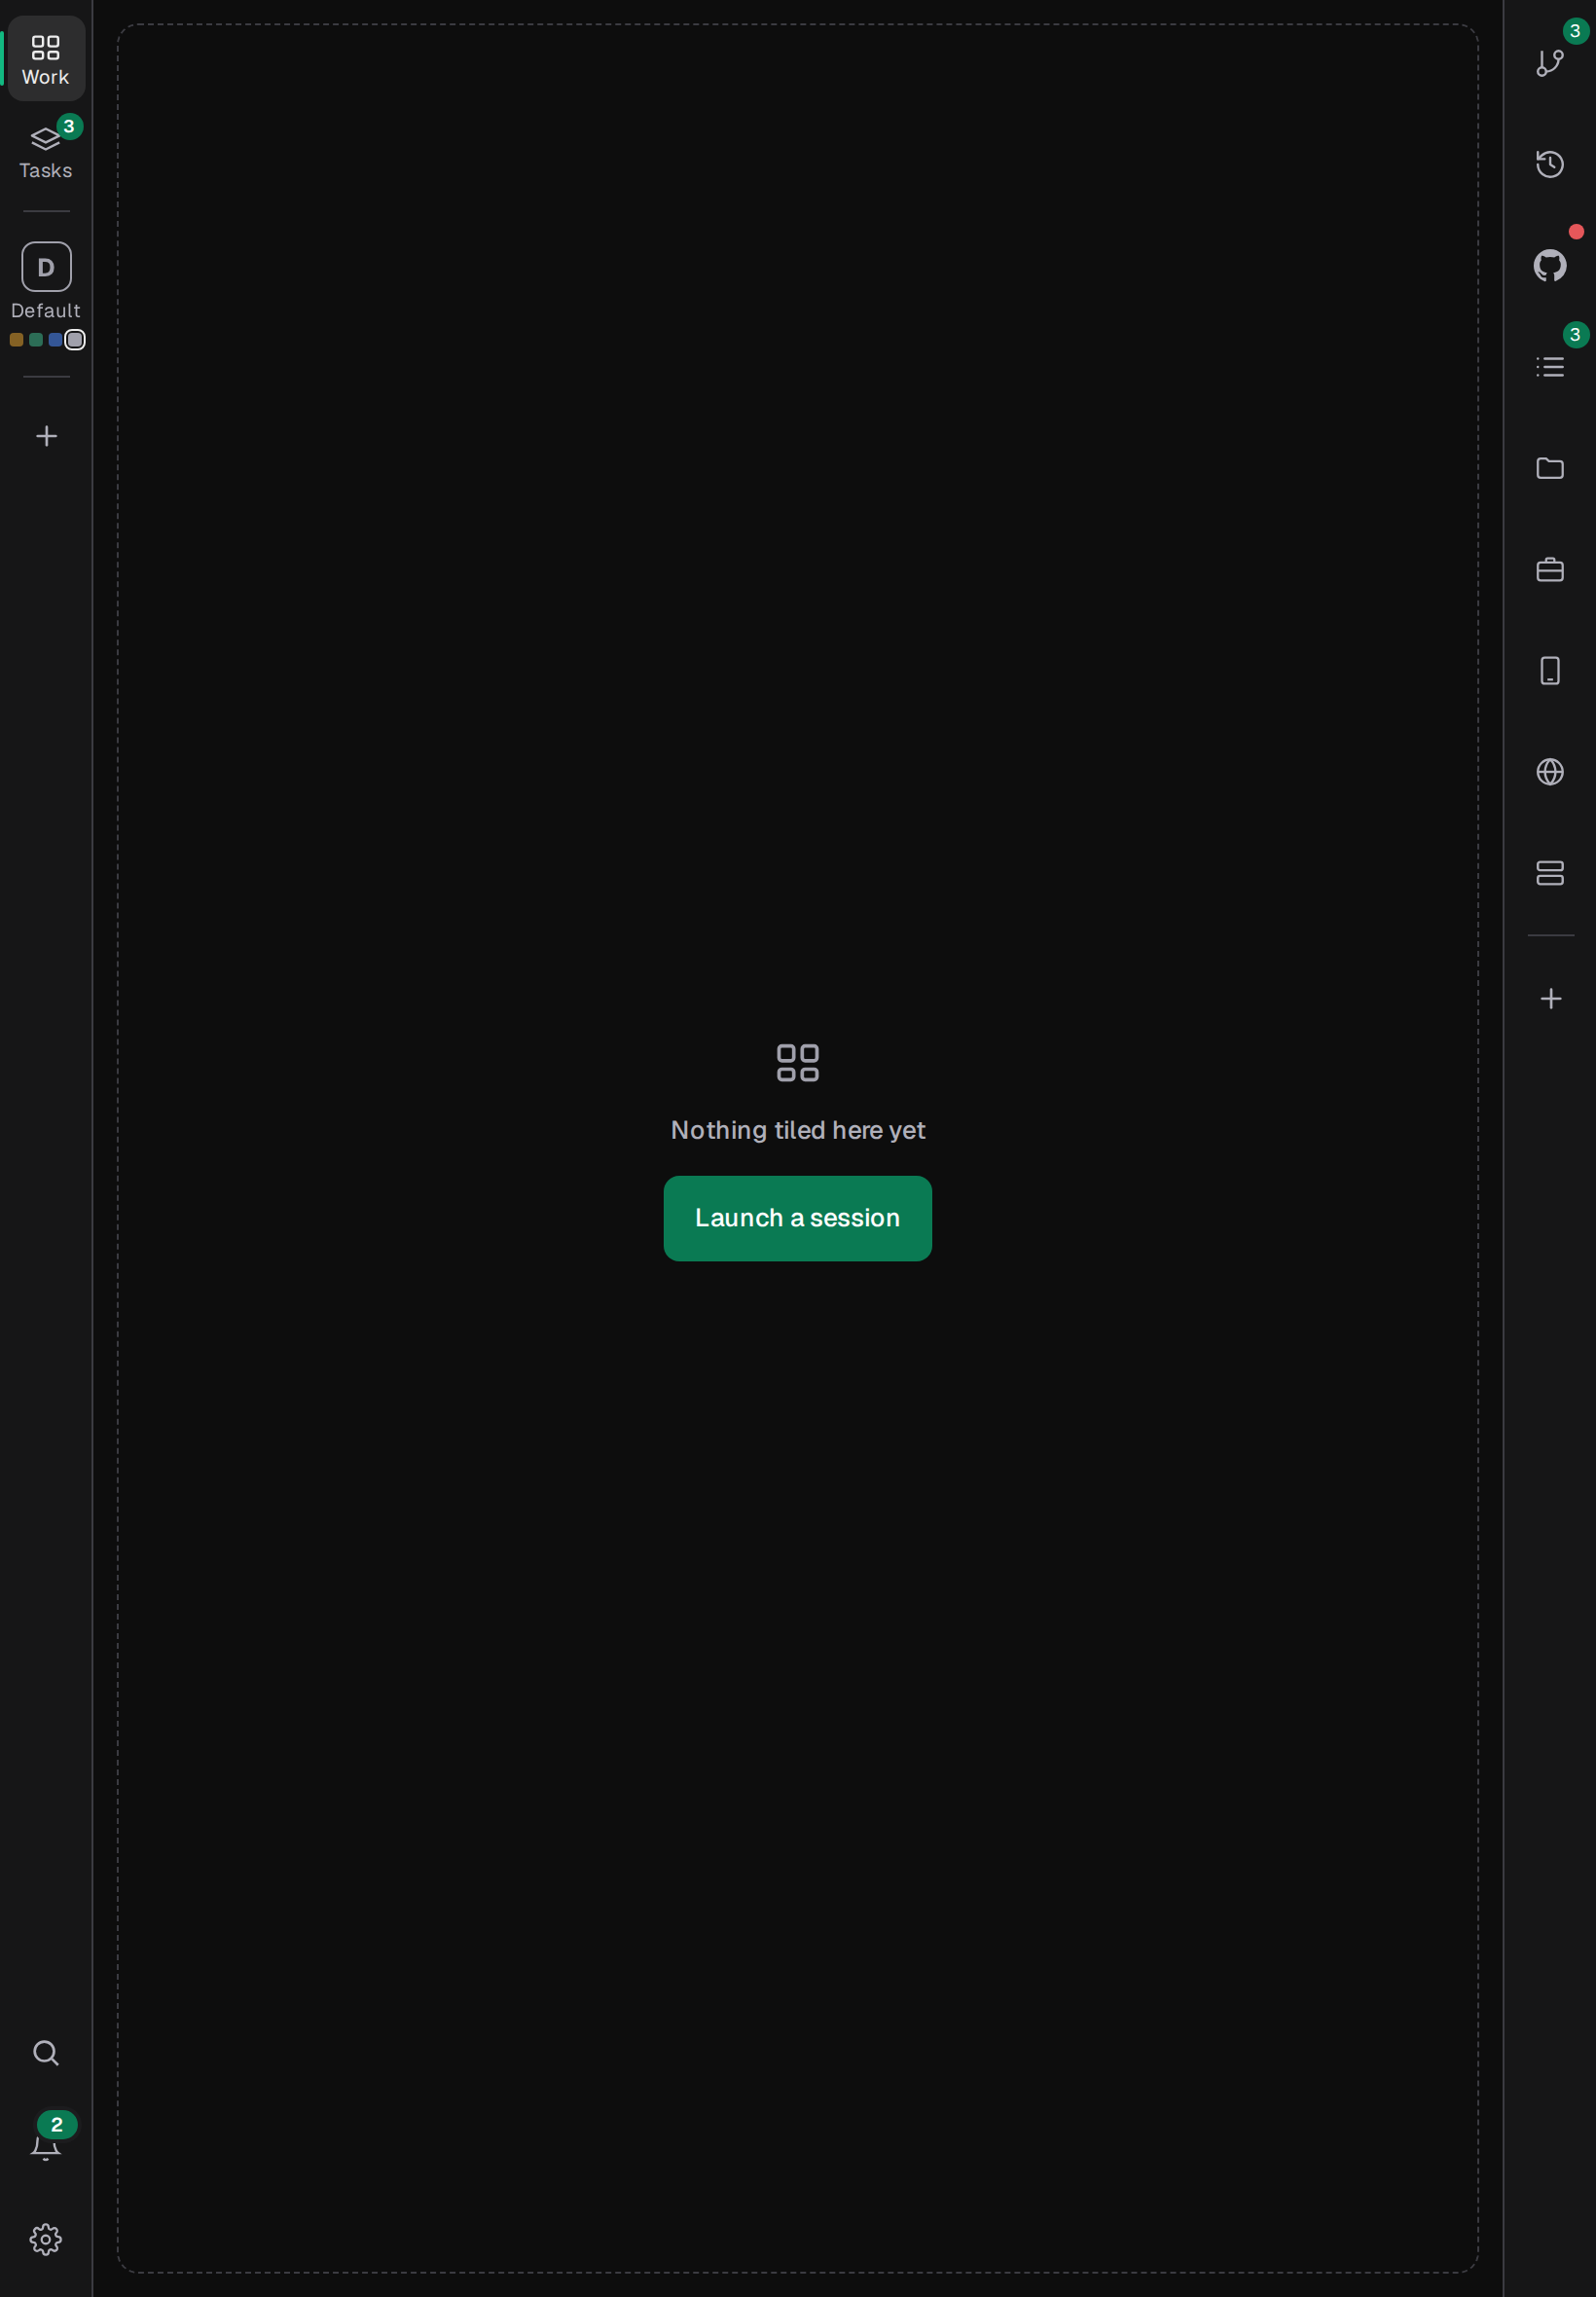 Work
3
Tasks
D
Default
2
Nothing tiled here yet
Launch a session
3
3